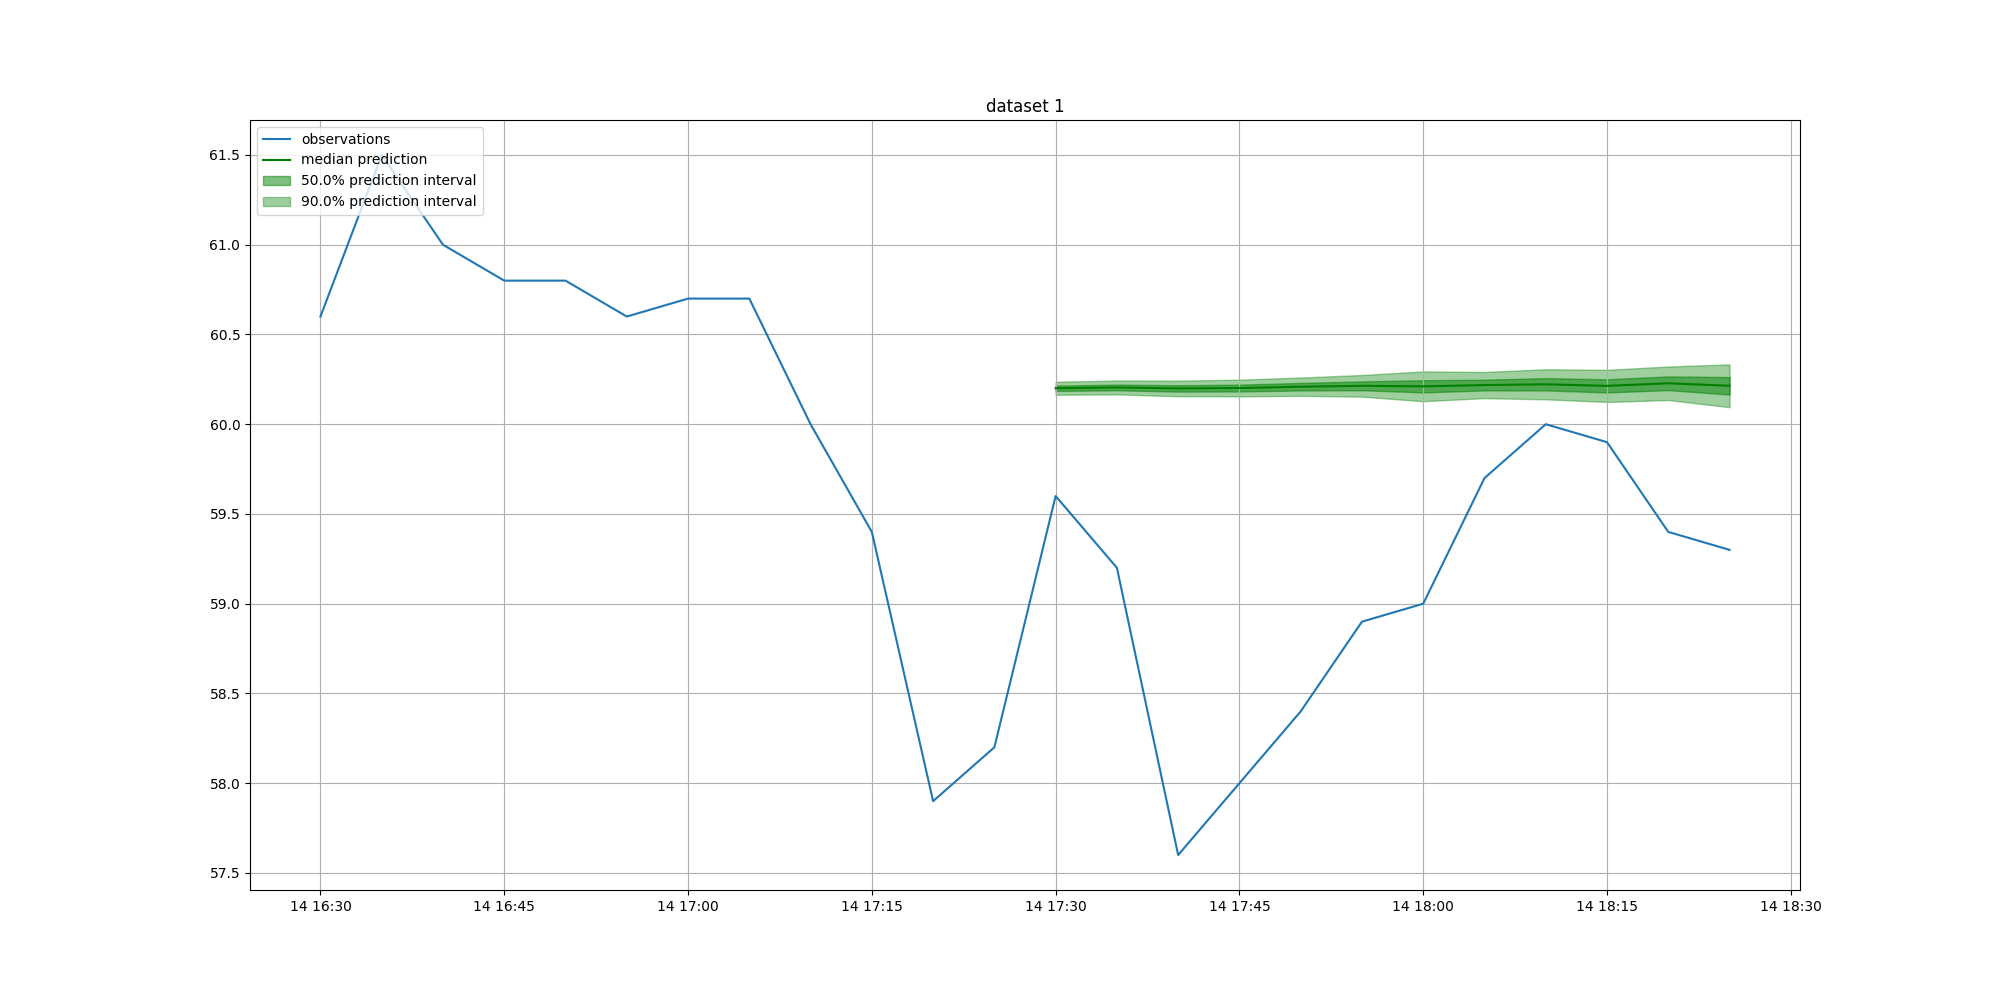 dataset 1
observations
median prediction
50.0% prediction interval
90.0% prediction interval
61.5
61.0
60.5
60.0
59.5
59.0
58.5
58.0
57.5
14 16:30 14 16:45 14 17:00 14 17:15 14 17:30 14 17:45 14 18:00 14 18:15 14 18:30